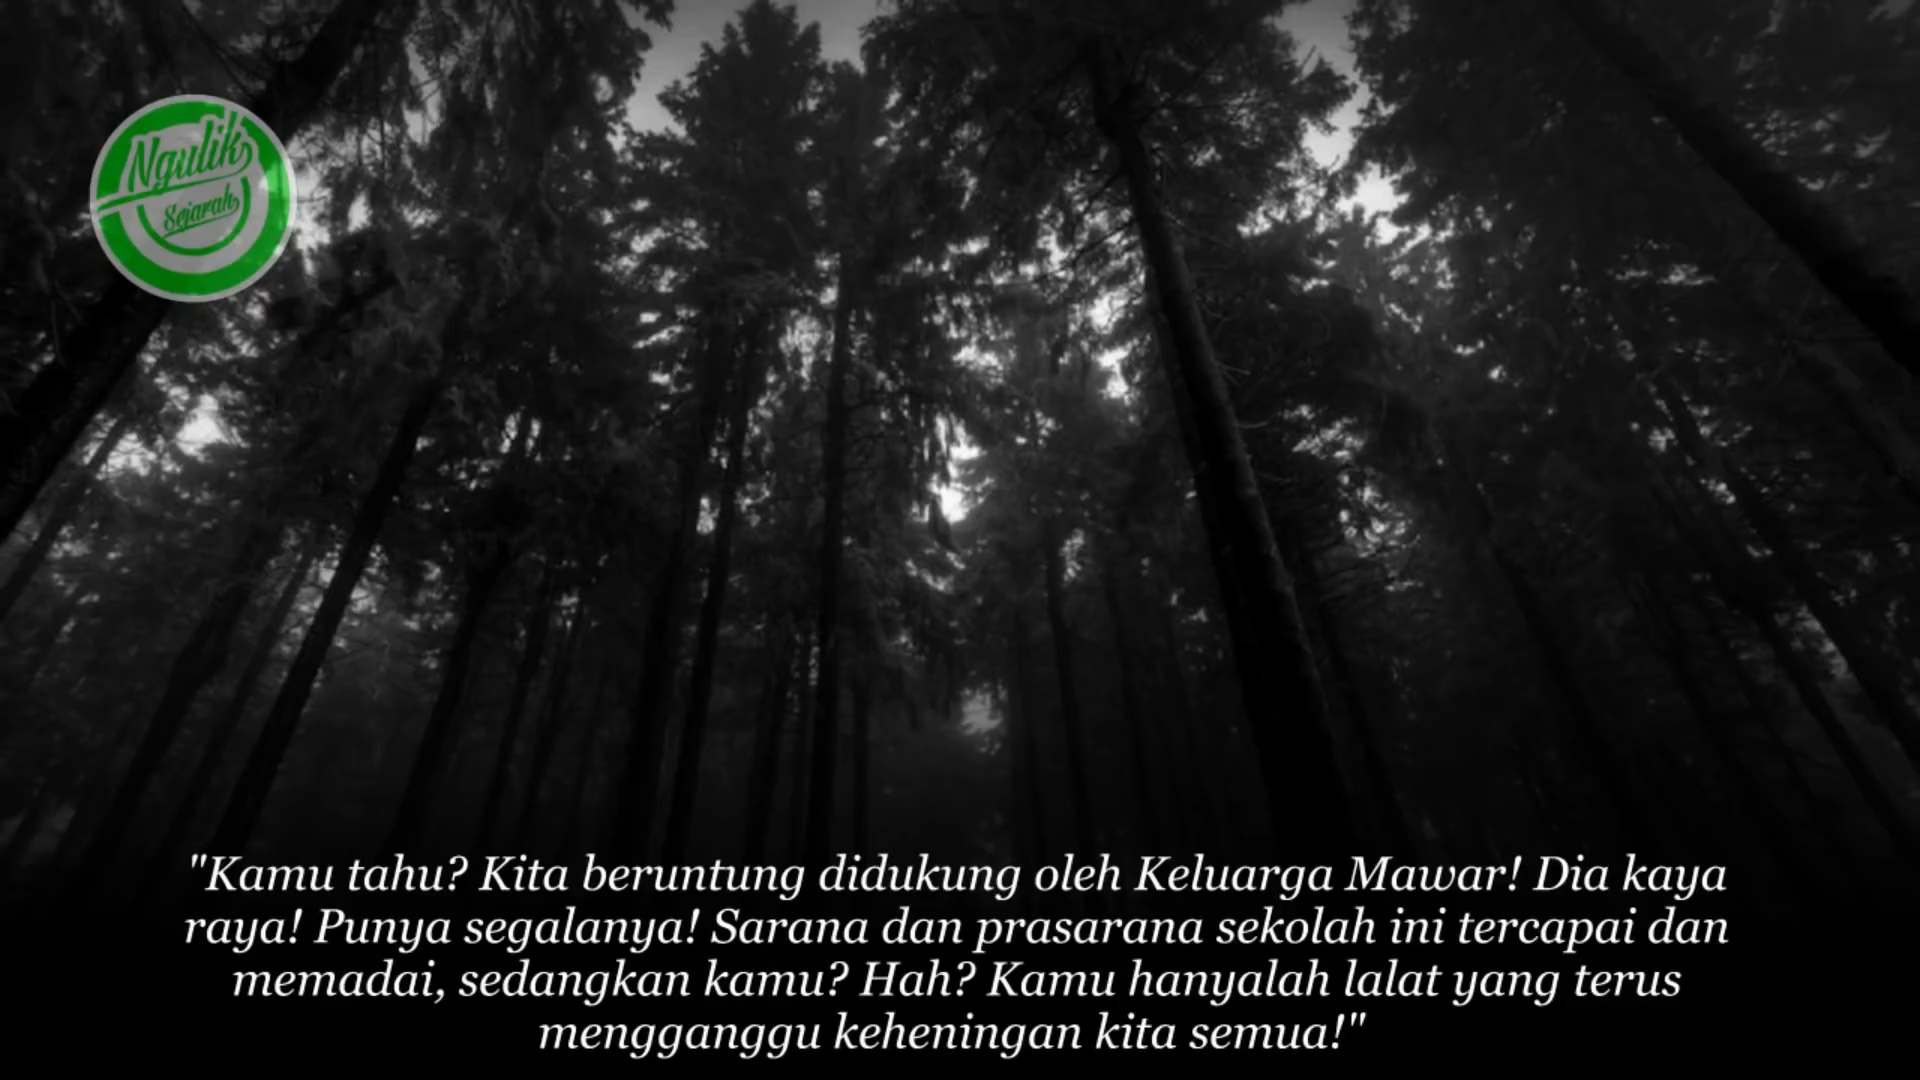 Ngulik
Sejarah
"Kamu tahu? Kita beruntung didukung oleh Keluarga Mawar! Dia kaya
raya! Punya segalanya! Sarana dan prasarana sekolah ini tercapai dan
memadai, sedangkan kamu? Hah? Kamu hanyalah lalat yang terus
mengganggu keheningan kita semua!"